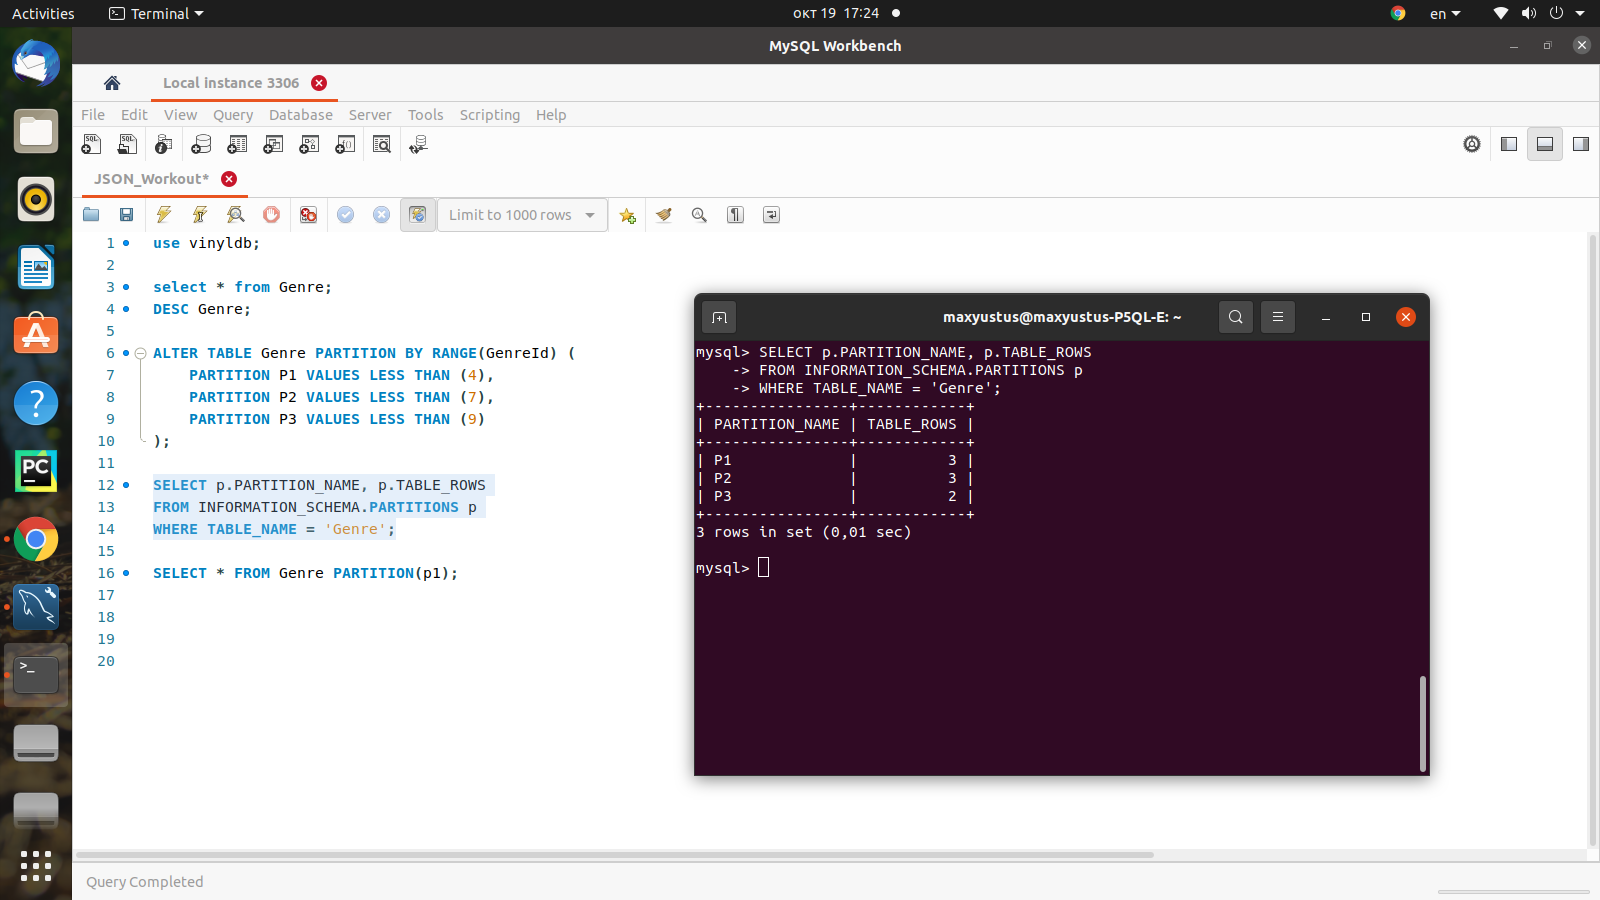 Activities
Terminal
окт 19 17:24
en
MySQL Workbench
Local instance 3306
File Edit View Query Database Server Tools Scripting Help
JSON_Workout*
Limit to 1000 rows
1 use vinyldb;
2
3 select * from Genre;
4 DESC Genre;
5
6 ALTER TABLE Genre PARTITION BY RANGE(GenreId) (
7 PARTITION P1 VALUES LESS THAN (4),
8 PARTITION P2 VALUES LESS THAN (7),
9 PARTITION P3 VALUES LESS THAN (9)
10 );
11
12 SELECT p.PARTITION_NAME, p.TABLE_ROWS
13 FROM INFORMATION_SCHEMA.PARTITIONS p
14 WHERE TABLE_NAME = 'Genre';
15
16 SELECT * FROM Genre PARTITION(p1);
17
18
19
20
maxyustus@maxyustus-P5QL-E: ~
mysql> SELECT p.PARTITION_NAME, p.TABLE_ROWS
    -> FROM INFORMATION_SCHEMA.PARTITIONS p
    -> WHERE TABLE_NAME = 'Genre';
+----------------+------------+
| PARTITION_NAME | TABLE_ROWS |
+----------------+------------+
| P1             |          3 |
| P2             |          3 |
| P3             |          2 |
+----------------+------------+
3 rows in set (0,01 sec)
mysql>
Query Completed
PC